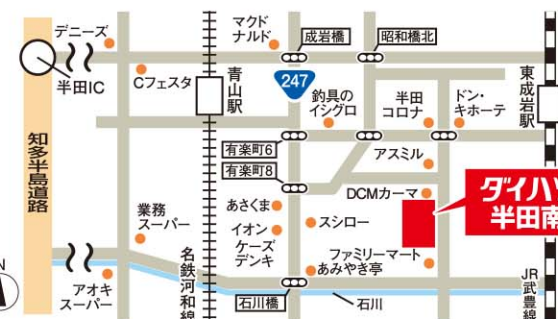 デニーズ
マクド
ナルド
成岩橋
昭和橋北
半田IC
Cフェスタ
青山駅
247
釣具の
イシグロ
半田
コロナ
ドン・
キホーテ
東成岩駅
知多半島道路
有楽町6
アスミル
有楽町8
DCMカーマ
ダイハツ
半田南
業務
スーパー
あさくま
イオン
ケーズ
デンキ
スシロー
ファミリーマート
あみやき亭
名鉄河和線
N
アオキ
スーパー
石川橋
石川
JR武豊線